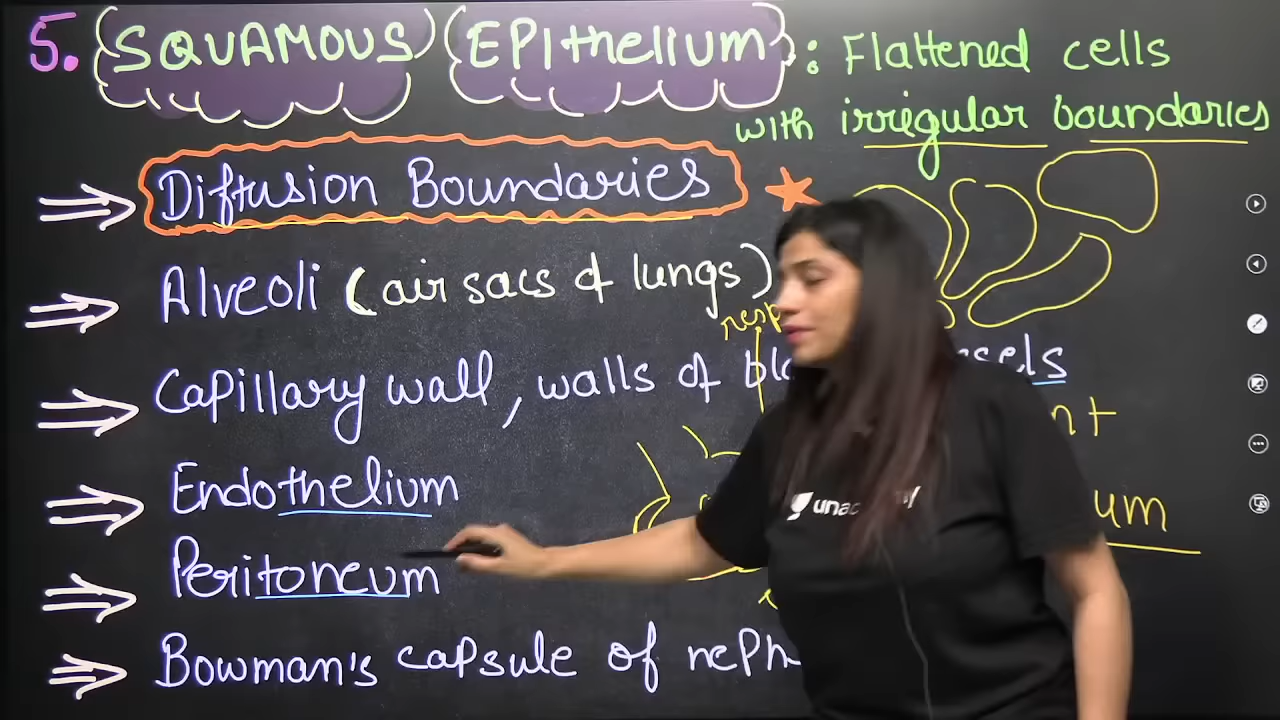 5. SQUAMOUS EPIthelium : Flattened cells
with irregular boundaries
Diffusion Boundaries
Alveoli (air sacs of lungs)
Capillary wall, walls of
Endothelium
Peritoneum
Bowman's capsule of
unacademy